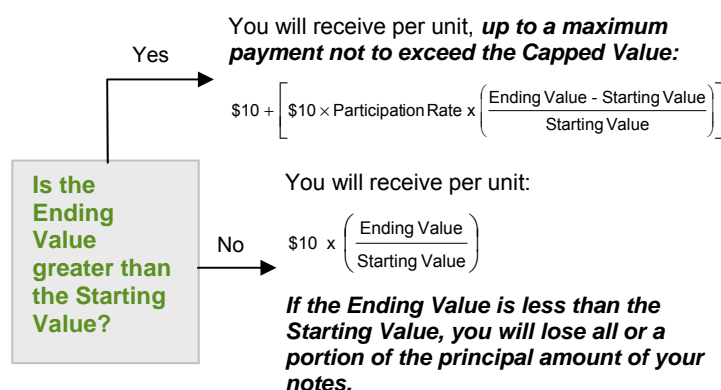 You will receive per unit, up to a maximum
payment not to exceed the Capped Value:
Yes
$10 + [ $10 × Participation Rate x ( Ending Value - Starting Value / Starting Value ) ]
Is the
Ending
Value
greater than
the Starting
Value?
No
You will receive per unit:
$10 x ( Ending Value / Starting Value )
If the Ending Value is less than the
Starting Value, you will lose all or a
portion of the principal amount of your
notes.